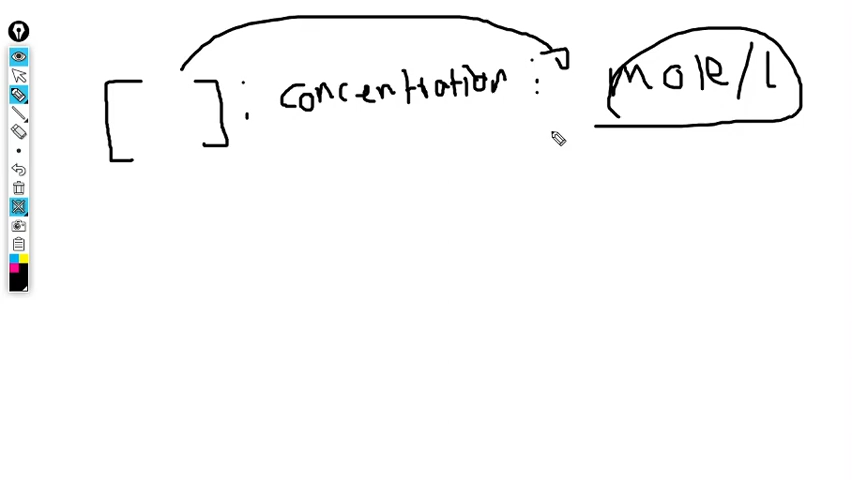 [ ] : concentration : mole/L